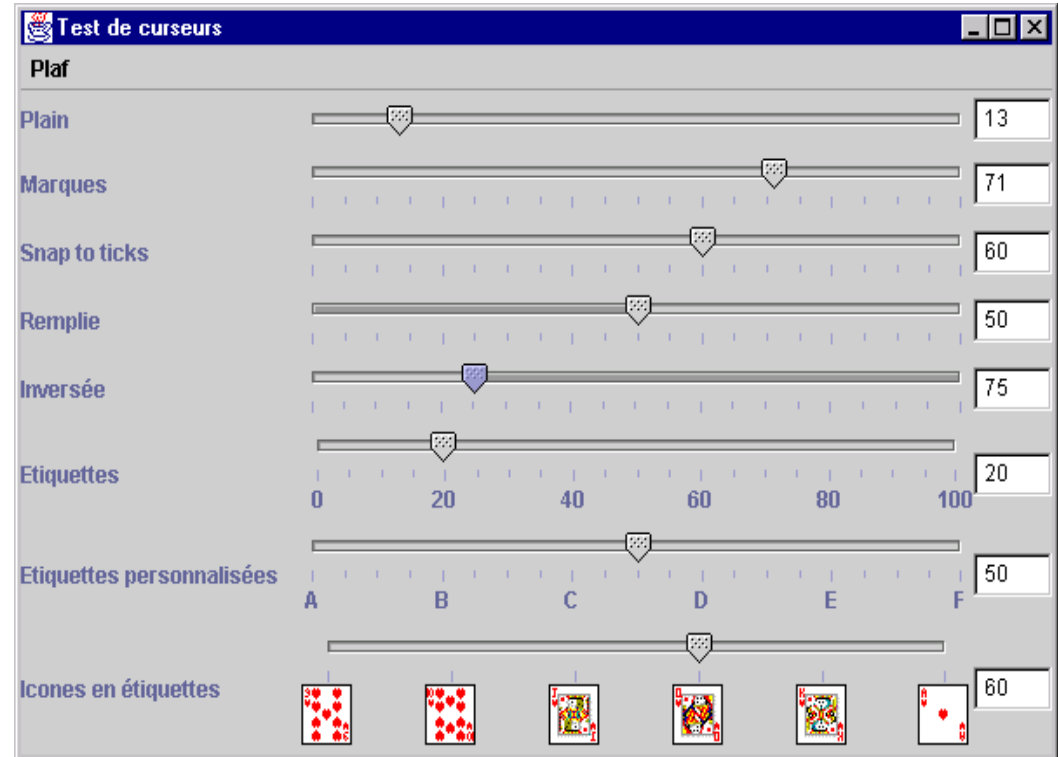 Test de curseurs
Plaf
Plain 13
Marques 71
Snap to ticks 60
Remplie 50
Inversée 75
Etiquettes 20
0 20 40 60 80 100
Etiquettes personnalisées 50
A B C D E F
Icones en étiquettes 60